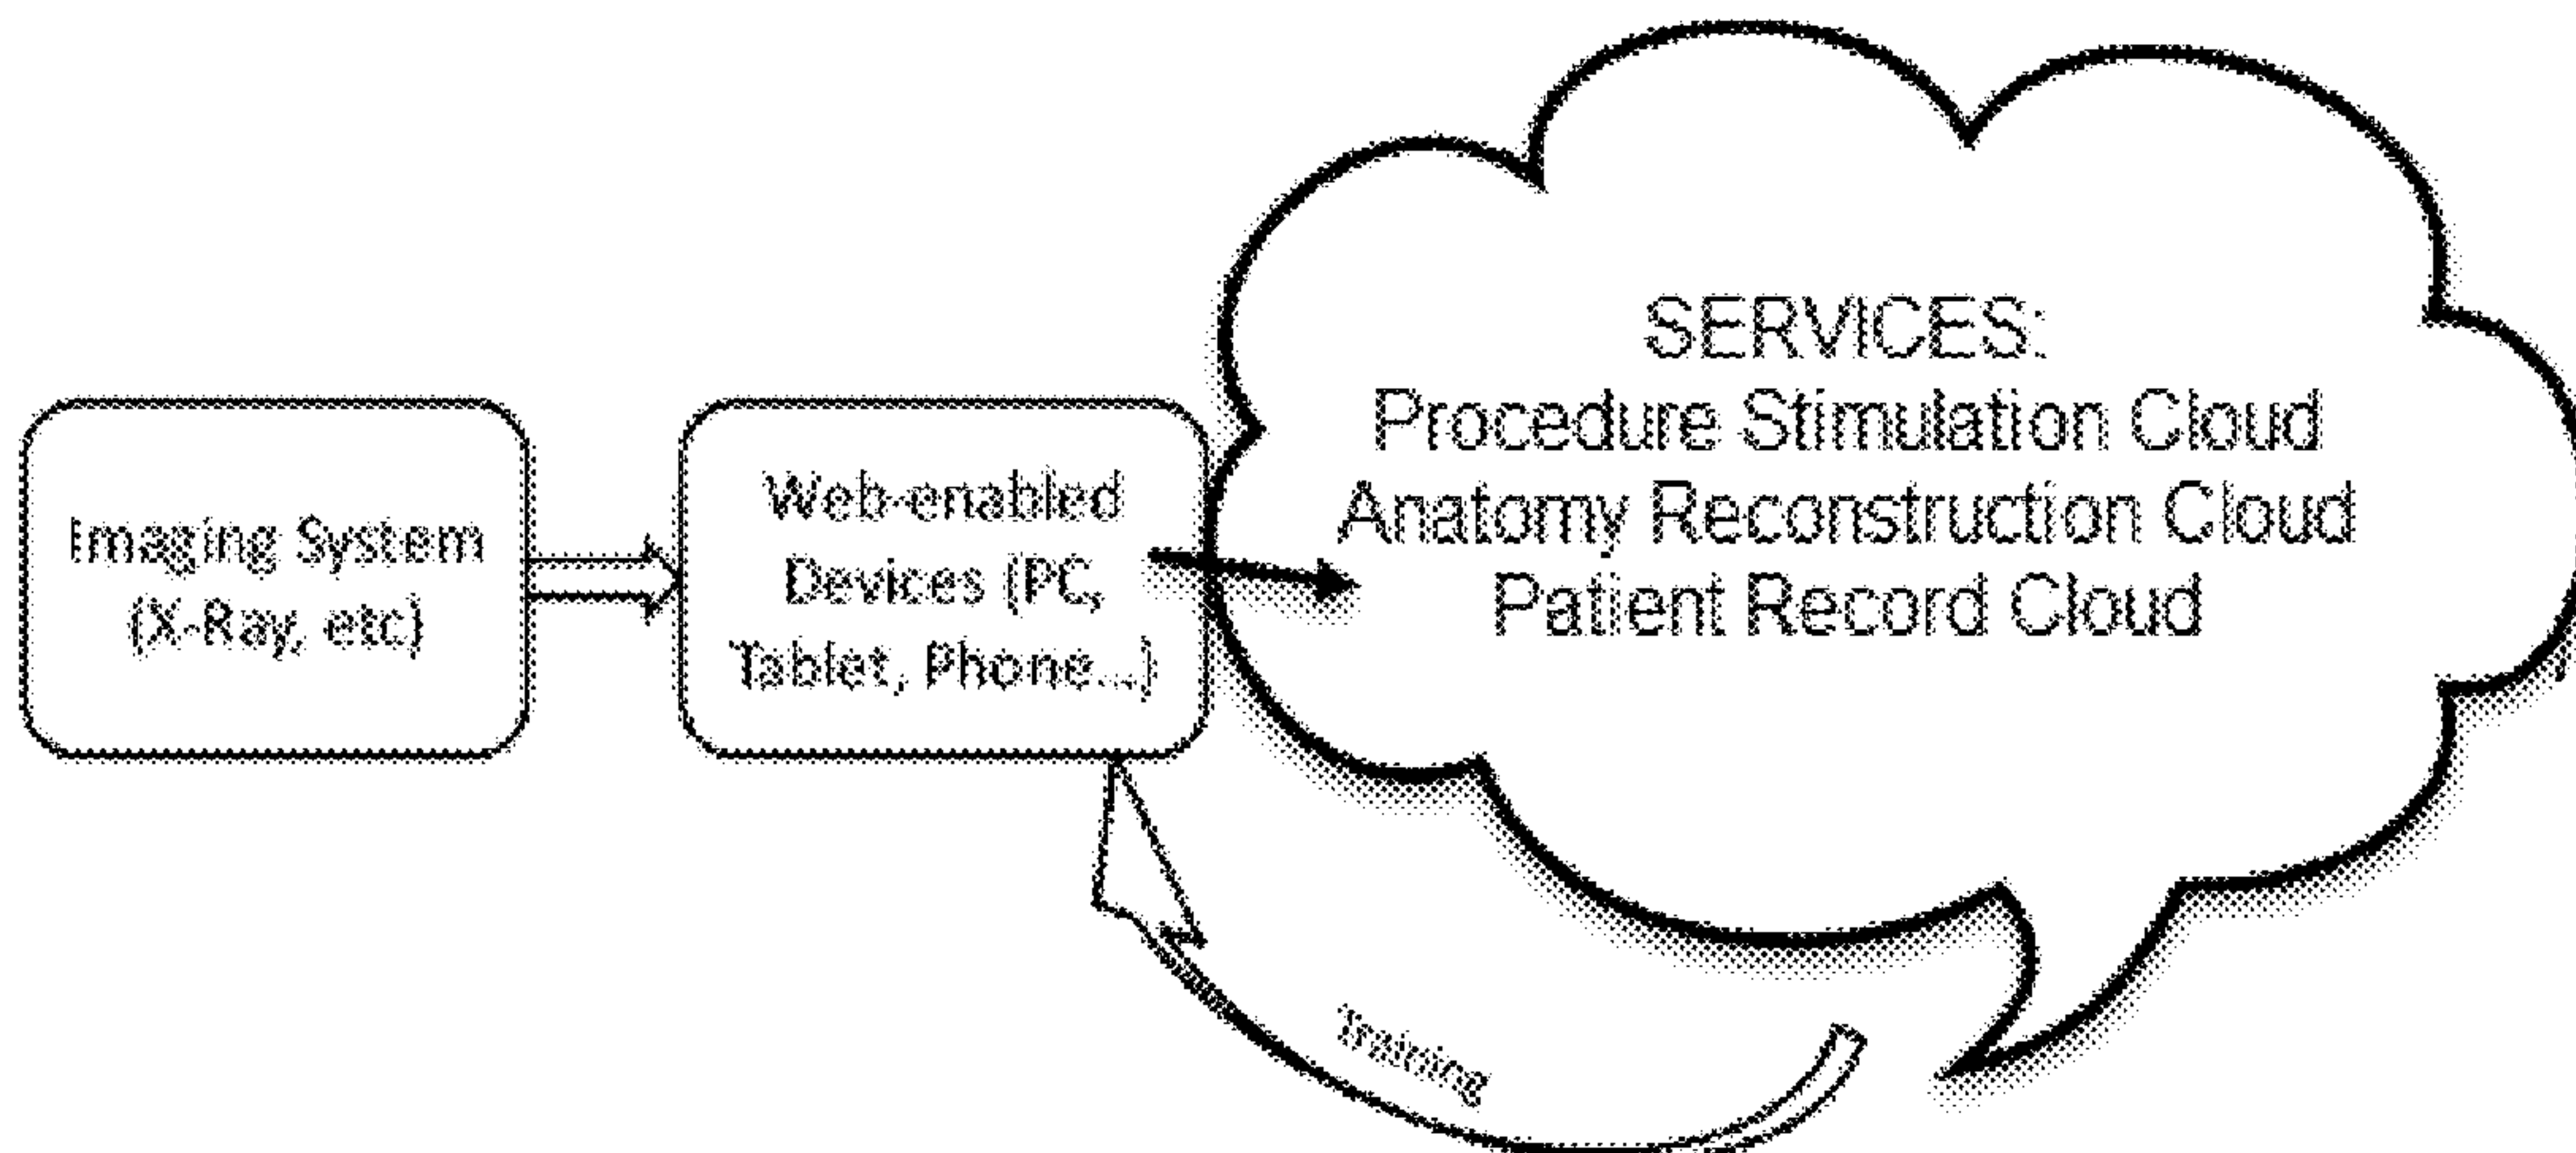 Imaging System
(X-Ray, etc)
Web-enabled
Devices (PC,
Tablet, Phone...)
SERVICES:
Procedure Stimulation Cloud
Anatomy Reconstruction Cloud
Patient Record Cloud
Training